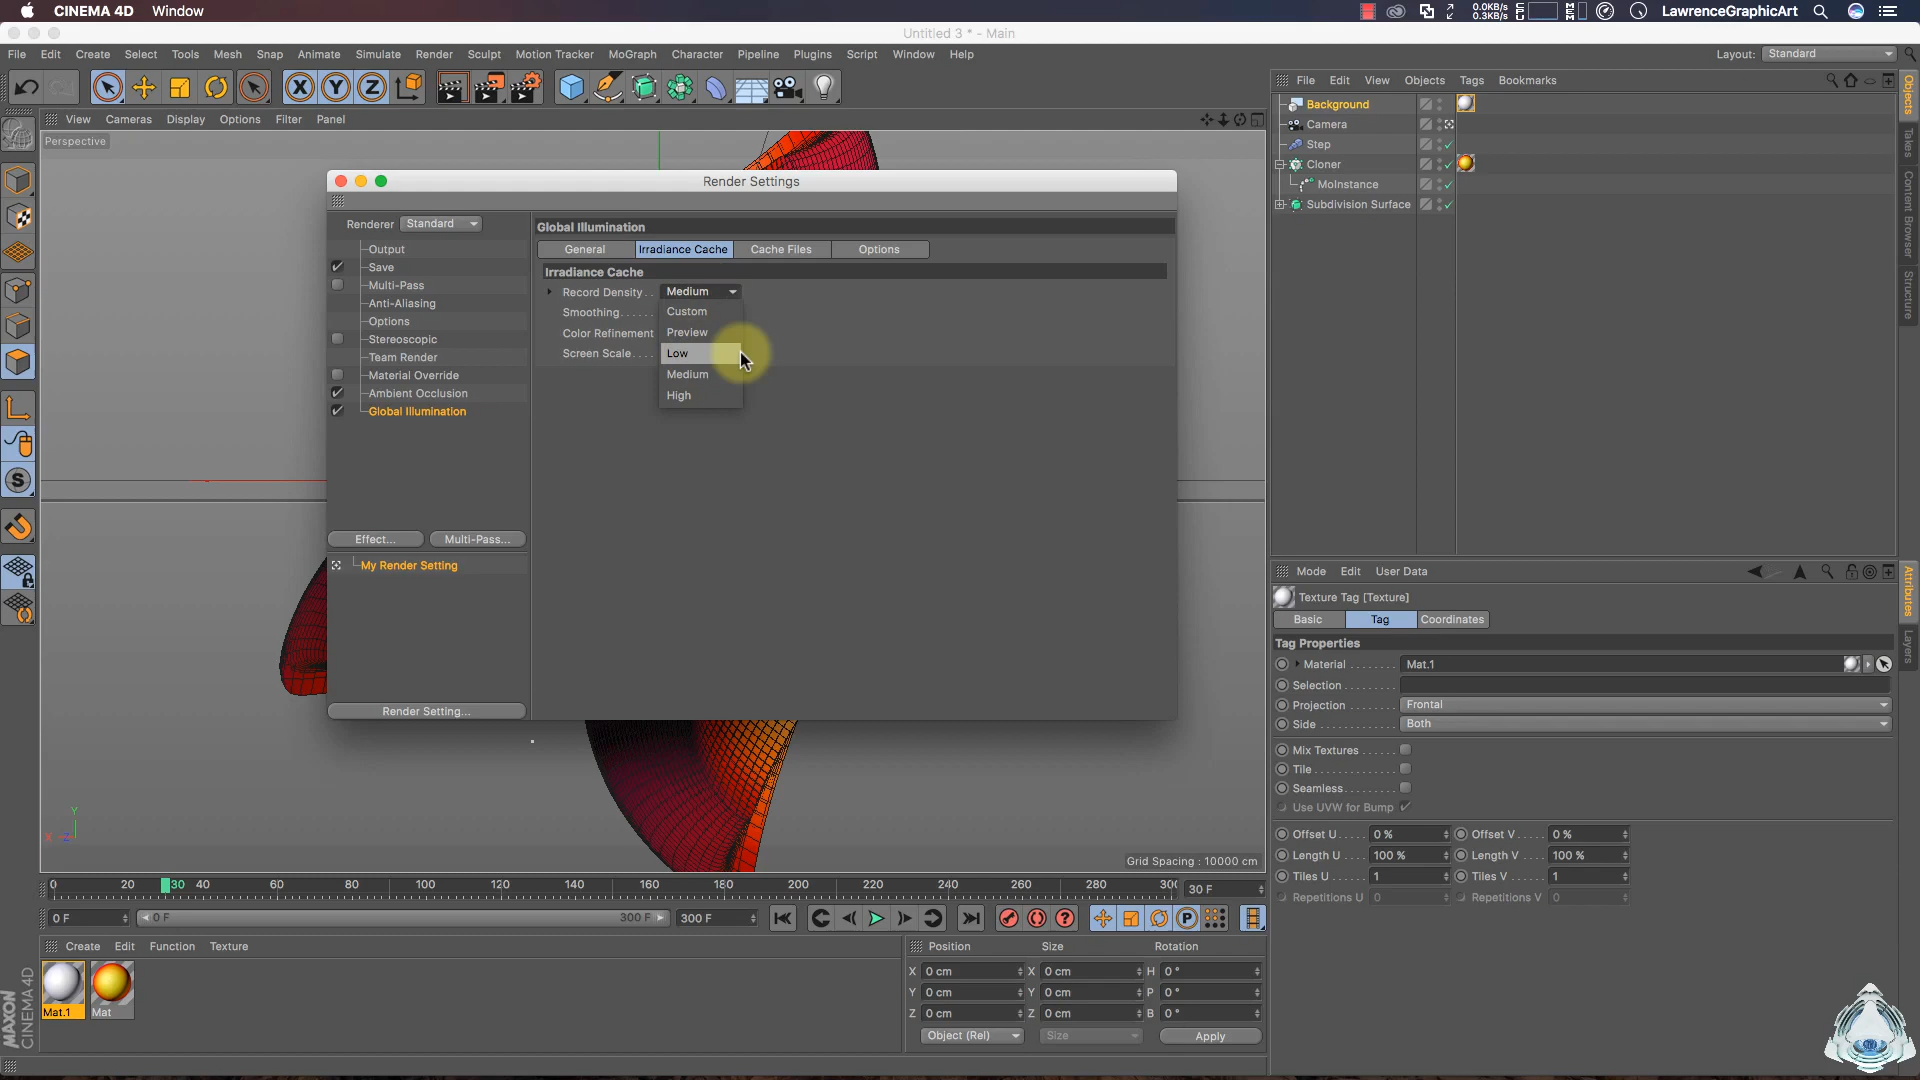 CINEMA 4D Window
0.0KB/s
0.3KB/s
LawrenceGraphicArt
Untitled 3 * - Main
File Edit Create Select Tools Mesh Snap Animate Simulate Render Sculpt Motion Tracker MoGraph Character Pipeline Plugins Script Window Help
Layout: Standard
File Edit View Objects Tags Bookmarks
View Cameras Display Options Filter Panel
Perspective
Background
Camera
Step
Cloner
MoInstance
Subdivision Surface
Objects
Takes
Content Browser
Structure
Render Settings
Renderer Standard
Output
Save
Multi-Pass
Anti-Aliasing
Options
Stereoscopic
Team Render
Material Override
Ambient Occlusion
Global Illumination
Effect... Multi-Pass...
My Render Setting
Render Setting...
Global Illumination
General Irradiance Cache Cache Files Options
Irradiance Cache
Record Density . . Medium
Smoothing. . . . . .
Color Refinement
Screen Scale. . . .
Custom
Preview
Low
Medium
High
Grid Spacing : 10000 cm
Mode Edit User Data
Texture Tag [Texture]
Basic Tag Coordinates
Tag Properties
Material Mat.1
Selection
Projection Frontal
Side Both
Mix Textures
Tile
Seamless
Use UVW for Bump
Offset U 0 % Offset V 0 %
Length U 100 % Length V 100 %
Tiles U 1 Tiles V 1
Repetitions U 0 Repetitions V 0
Attributes
Layers
0 20 30 40 60 80 100 120 140 160 180 200 220 240 260 280 30 30 F
0 F 0 F 300 F 300 F
Create Edit Function Texture
Mat.1 Mat
MAXON
CINEMA 4D
Position Size Rotation
X 0 cm X 0 cm H 0 °
Y 0 cm Y 0 cm P 0 °
Z 0 cm Z 0 cm B 0 °
Object (Rel) Size Apply